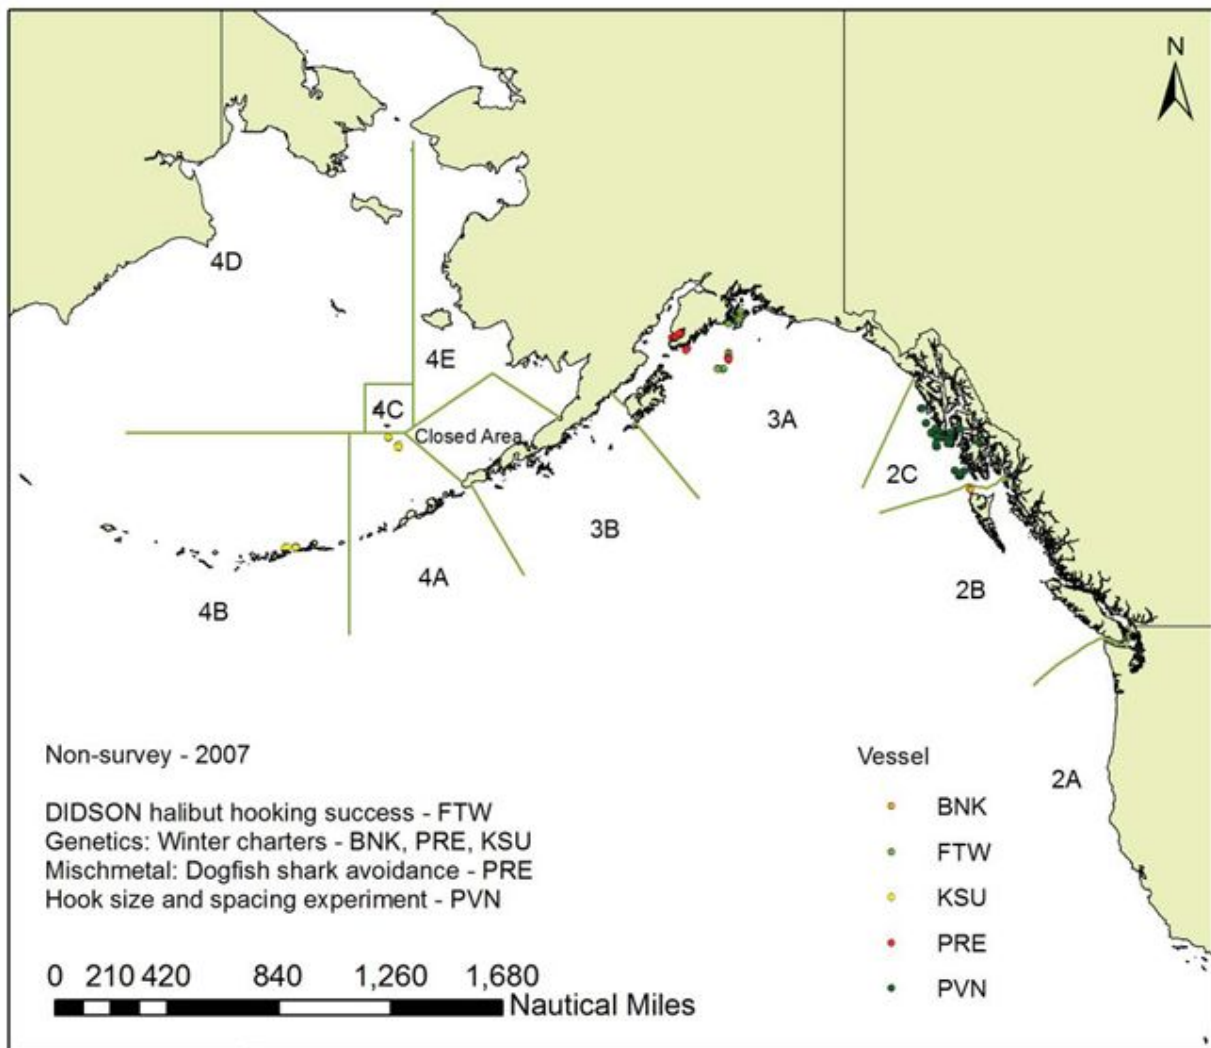 N
4D
4E
4C
Closed Area
3A
2C
3B
4A
2B
4B
2A
Non-survey - 2007
DIDSON halibut hooking success - FTW
Genetics: Winter charters - BNK, PRE, KSU
Mischmetal: Dogfish shark avoidance - PRE
Hook size and spacing experiment - PVN
Vessel
BNK
FTW
KSU
PRE
PVN
0 210 420 840 1,260 1,680
Nautical Miles